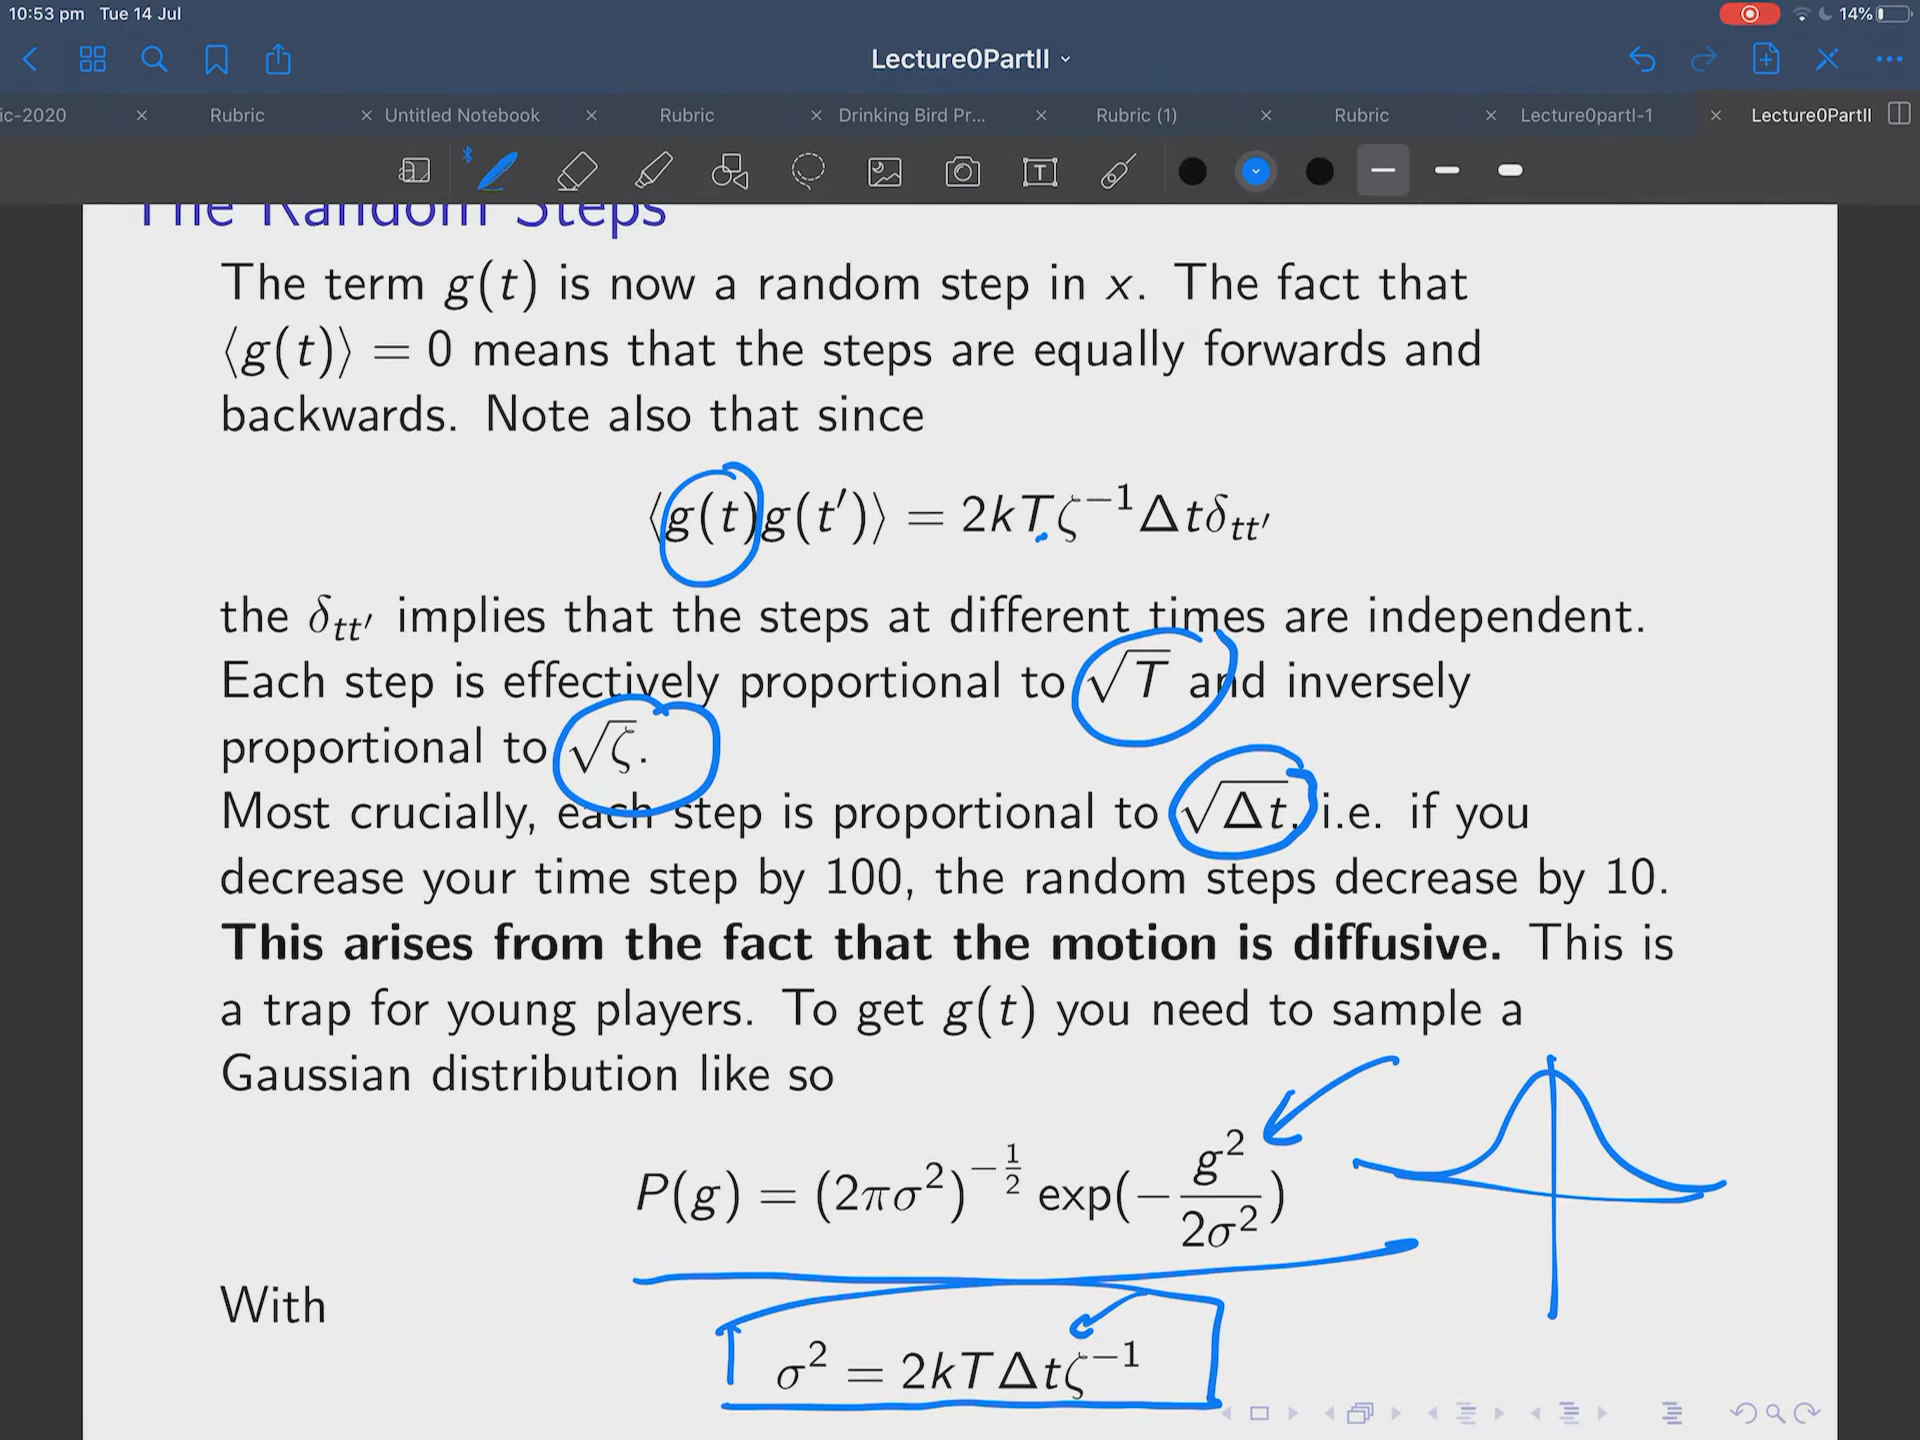 10:53 pm Tue 14 Jul
14%
Lecture0PartII
ic-2020 Rubric Untitled Notebook Rubric Drinking Bird Pr... Rubric (1) Rubric Lecture0partI-1 Lecture0PartII
The Random Steps
The term g(t) is now a random step in x. The fact that
⟨g(t)⟩ = 0 means that the steps are equally forwards and
backwards. Note also that since
⟨g(t)g(t′)⟩ = 2kTζ⁻¹Δtδ_{tt′}
the δ_{tt′} implies that the steps at different times are independent.
Each step is effectively proportional to √T and inversely
proportional to √ζ.
Most crucially, each step is proportional to √Δt, i.e. if you
decrease your time step by 100, the random steps decrease by 10.
This arises from the fact that the motion is diffusive. This is
a trap for young players. To get g(t) you need to sample a
Gaussian distribution like so
P(g) = (2πσ²)^{-1/2} exp(−g²/2σ²)
With
σ² = 2kTΔtζ⁻¹